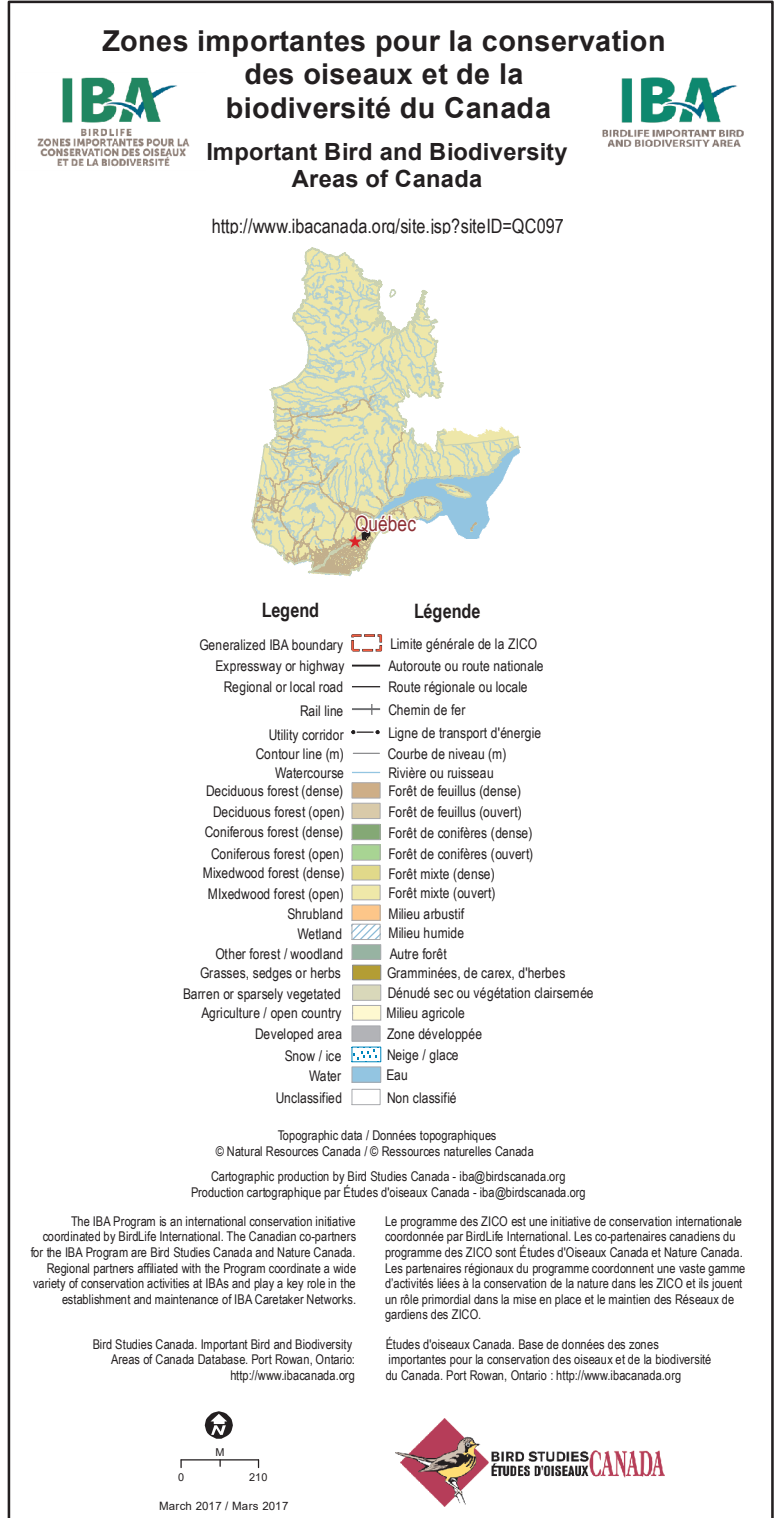 Zones importantes pour la conservation
des oiseaux et de la
biodiversité du Canada
IBA
BIRDLIFE
ZONES IMPORTANTES POUR LA
CONSERVATION DES OISEAUX
ET DE LA BIODIVERSITÉ
IBA
BIRDLIFE IMPORTANT BIRD
AND BIODIVERSITY AREA
Important Bird and Biodiversity
Areas of Canada
http://www.ibacanada.org/site.jsp?siteID=QC097
Québec
Legend Légende
Generalized IBA boundary Limite générale de la ZICO
Expressway or highway Autoroute ou route nationale
Regional or local road Route régionale ou locale
Rail line Chemin de fer
Utility corridor Ligne de transport d'énergie
Contour line (m) Courbe de niveau (m)
Watercourse Rivière ou ruisseau
Deciduous forest (dense) Forêt de feuillus (dense)
Deciduous forest (open) Forêt de feuillus (ouvert)
Coniferous forest (dense) Forêt de conifères (dense)
Coniferous forest (open) Forêt de conifères (ouvert)
Mixedwood forest (dense) Forêt mixte (dense)
MIxedwood forest (open) Forêt mixte (ouvert)
Shrubland Milieu arbustif
Wetland Milieu humide
Other forest / woodland Autre forêt
Grasses, sedges or herbs Gramminées, de carex, d'herbes
Barren or sparsely vegetated Dénudé sec ou végétation clairsemée
Agriculture / open country Milieu agricole
Developed area Zone développée
Snow / ice Neige / glace
Water Eau
Unclassified Non classifié
Topographic data / Données topographiques
© Natural Resources Canada / © Ressources naturelles Canada
Cartographic production by Bird Studies Canada - iba@birdscanada.org
Production cartographique par Études d'oiseaux Canada - iba@birdscanada.org
The IBA Program is an international conservation initiative
coordinated by BirdLife International. The Canadian co-partners
for the IBA Program are Bird Studies Canada and Nature Canada.
Regional partners affiliated with the Program coordinate a wide
variety of conservation activities at IBAs and play a key role in the
establishment and maintenance of IBA Caretaker Networks.
Le programme des ZICO est une initiative de conservation internationale
coordonnée par BirdLife International. Les co-partenaires canadiens du
programme des ZICO sont Études d'Oiseaux Canada et Nature Canada.
Les partenaires régionaux du programme coordonnent une vaste gamme
d'activités liées à la conservation de la nature dans les ZICO et ils jouent
un rôle primordial dans la mise en place et le maintien des Réseaux de
gardiens des ZICO.
Bird Studies Canada. Important Bird and Biodiversity
Areas of Canada Database. Port Rowan, Ontario:
http://www.ibacanada.org
Études d'oiseaux Canada. Base de données des zones
importantes pour la conservation des oiseaux et de la biodiversité
du Canada. Port Rowan, Ontario : http://www.ibacanada.org
N
M
0 210
March 2017 / Mars 2017
BIRD STUDIES
ÉTUDES D'OISEAUX CANADA